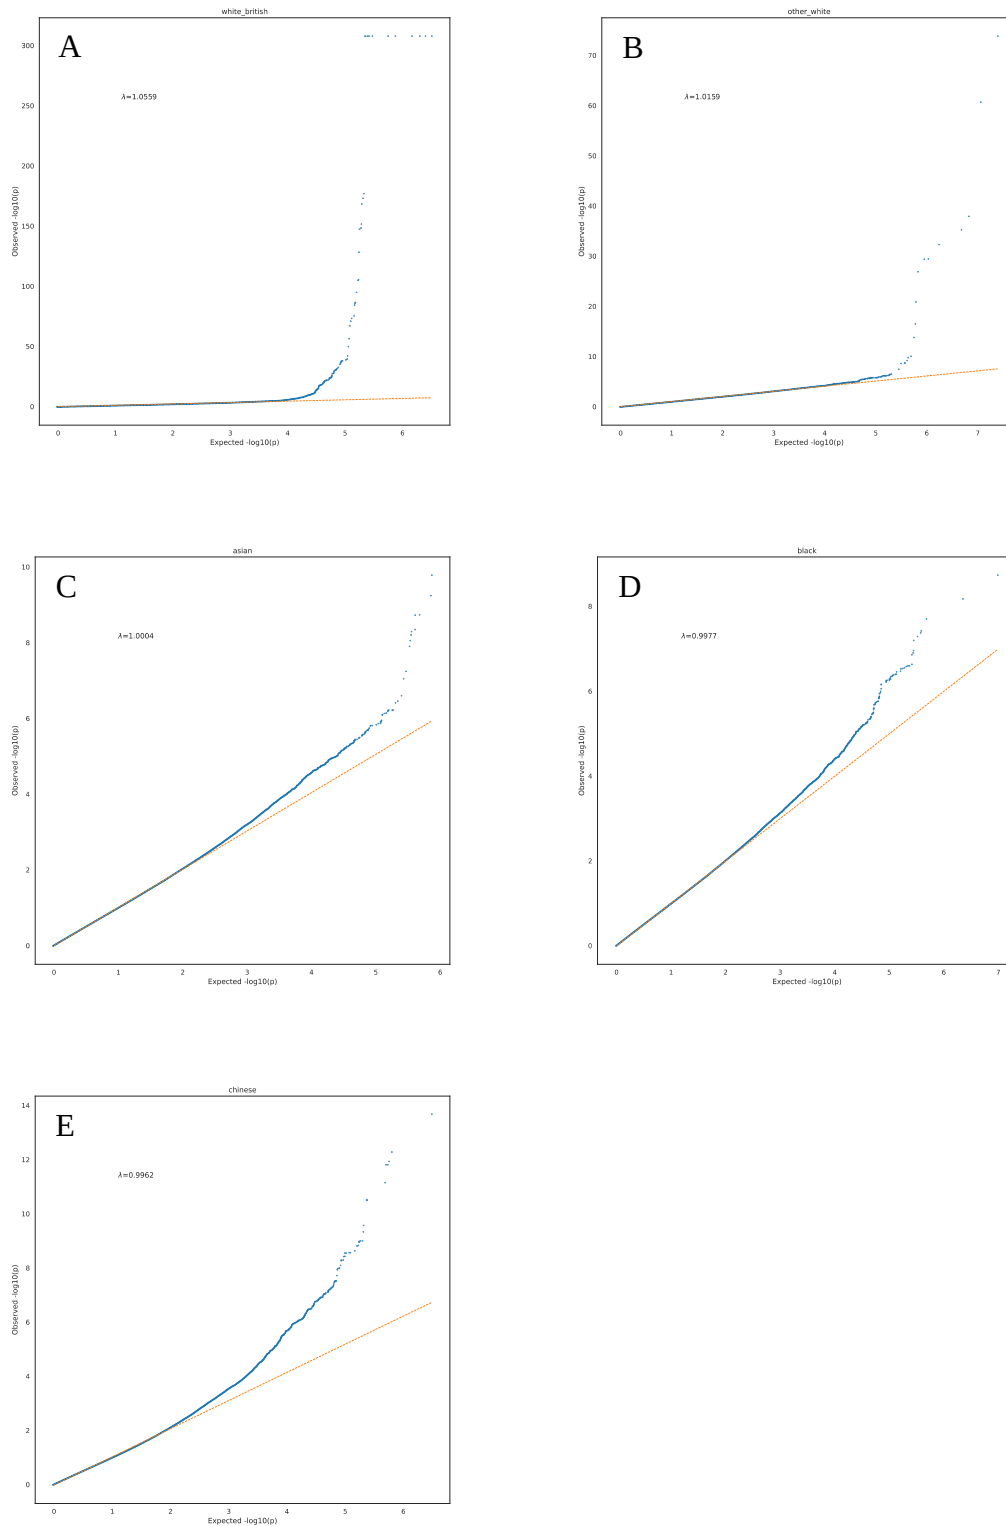 white_british
A
λ=1.0559
300
250
200
150
100
50
0
Observed -log10(p)
0 1 2 3 4 5 6
Expected -log10(p)
other_white
B
λ=1.0159
70
60
50
40
30
20
10
0
Observed -log10(p)
0 1 2 3 4 5 6 7
Expected -log10(p)
asian
C
λ=1.0004
10
8
6
4
2
0
Observed -log10(p)
0 1 2 3 4 5 6
Expected -log10(p)
black
D
λ=0.9977
8
6
4
2
0
Observed -log10(p)
0 1 2 3 4 5 6 7
Expected -log10(p)
chinese
E
λ=0.9962
14
12
10
8
6
4
2
0
Observed -log10(p)
0 1 2 3 4 5 6
Expected -log10(p)